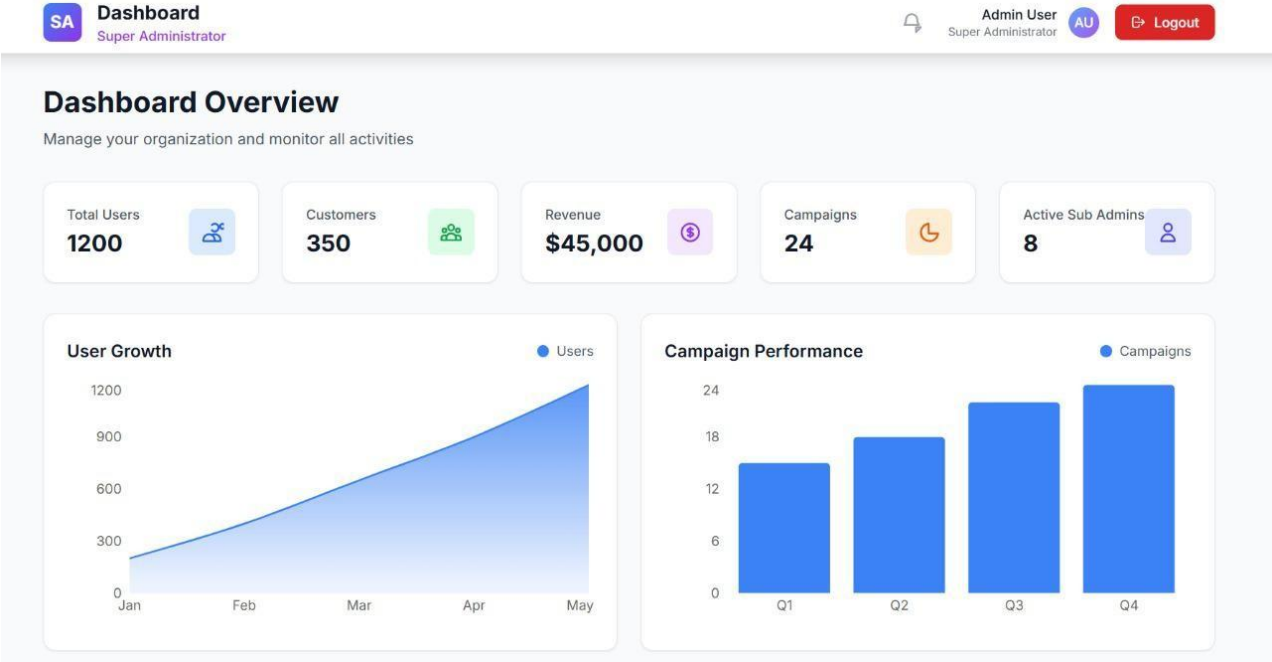 SA
Dashboard
Super Administrator
Admin User
Super Administrator
AU
Logout
Dashboard Overview
Manage your organization and monitor all activities
Total Users
1200
Customers
350
Revenue
$45,000
Campaigns
24
Active Sub Admins
8
User Growth
Users
1200
900
600
300
0
Jan Feb Mar Apr May
Campaign Performance
Campaigns
24
18
12
6
0
Q1 Q2 Q3 Q4